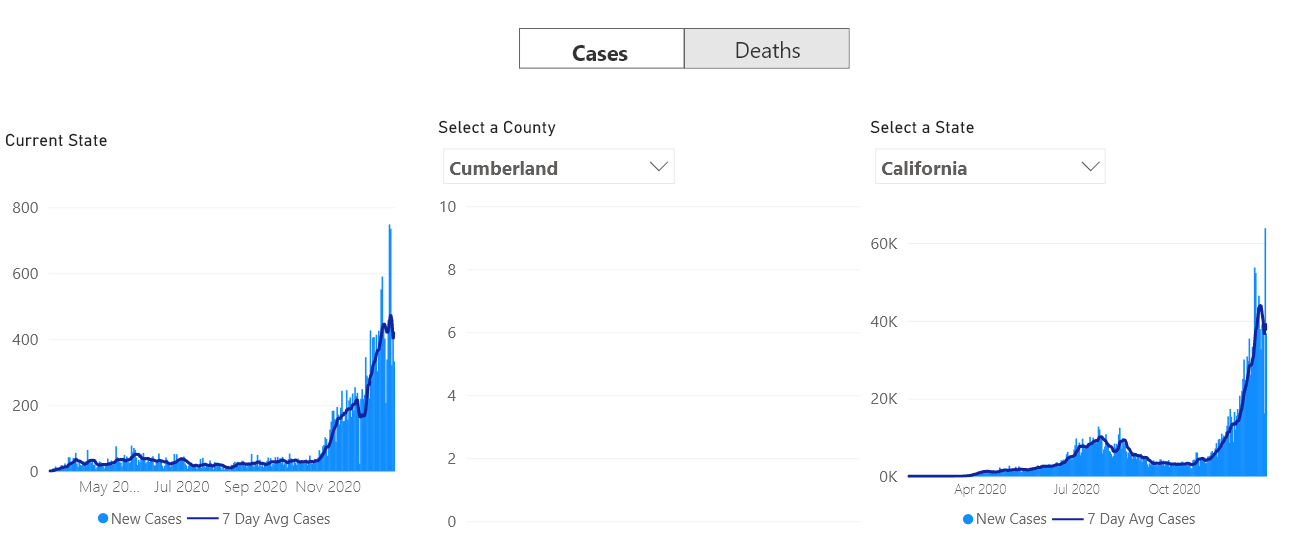 Cases
Deaths
Current State
Select a County
Select a State
Cumberland
California
800
600
400
200
0
May 20... Jul 2020 Sep 2020 Nov 2020
New Cases 7 Day Avg Cases
10
8
6
4
2
0
60K
40K
20K
0K
Apr 2020 Jul 2020 Oct 2020
New Cases 7 Day Avg Cases